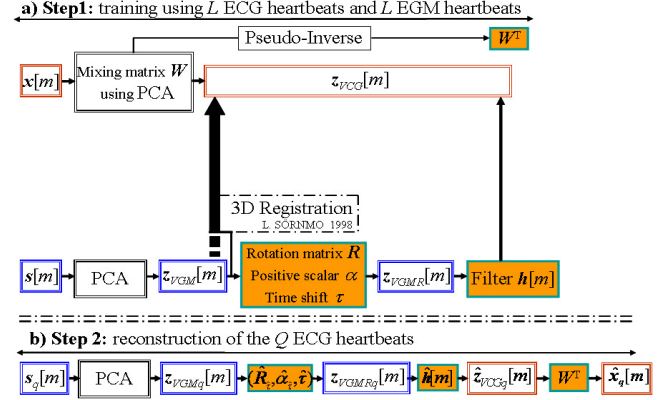 a) Step1: training using L ECG heartbeats and L EGM heartbeats
Pseudo-Inverse
W^T
x[m]
Mixing matrix W
using PCA
z_VCG[m]
3D Registration
L. SÖRNMO 1998
s[m]
PCA
z_VGM[m]
Rotation matrix R
Positive scalar α
Time shift τ
z_VGMR[m]
Filter h[m]
b) Step 2: reconstruction of the Q ECG heartbeats
s_q[m]
PCA
z_VGMq[m]
(R̂_τ̂, α̂_τ̂, τ̂)
z_VGMRq[m]
ĥ[m]
ẑ_VCGq[m]
W^T
x̂_q[m]